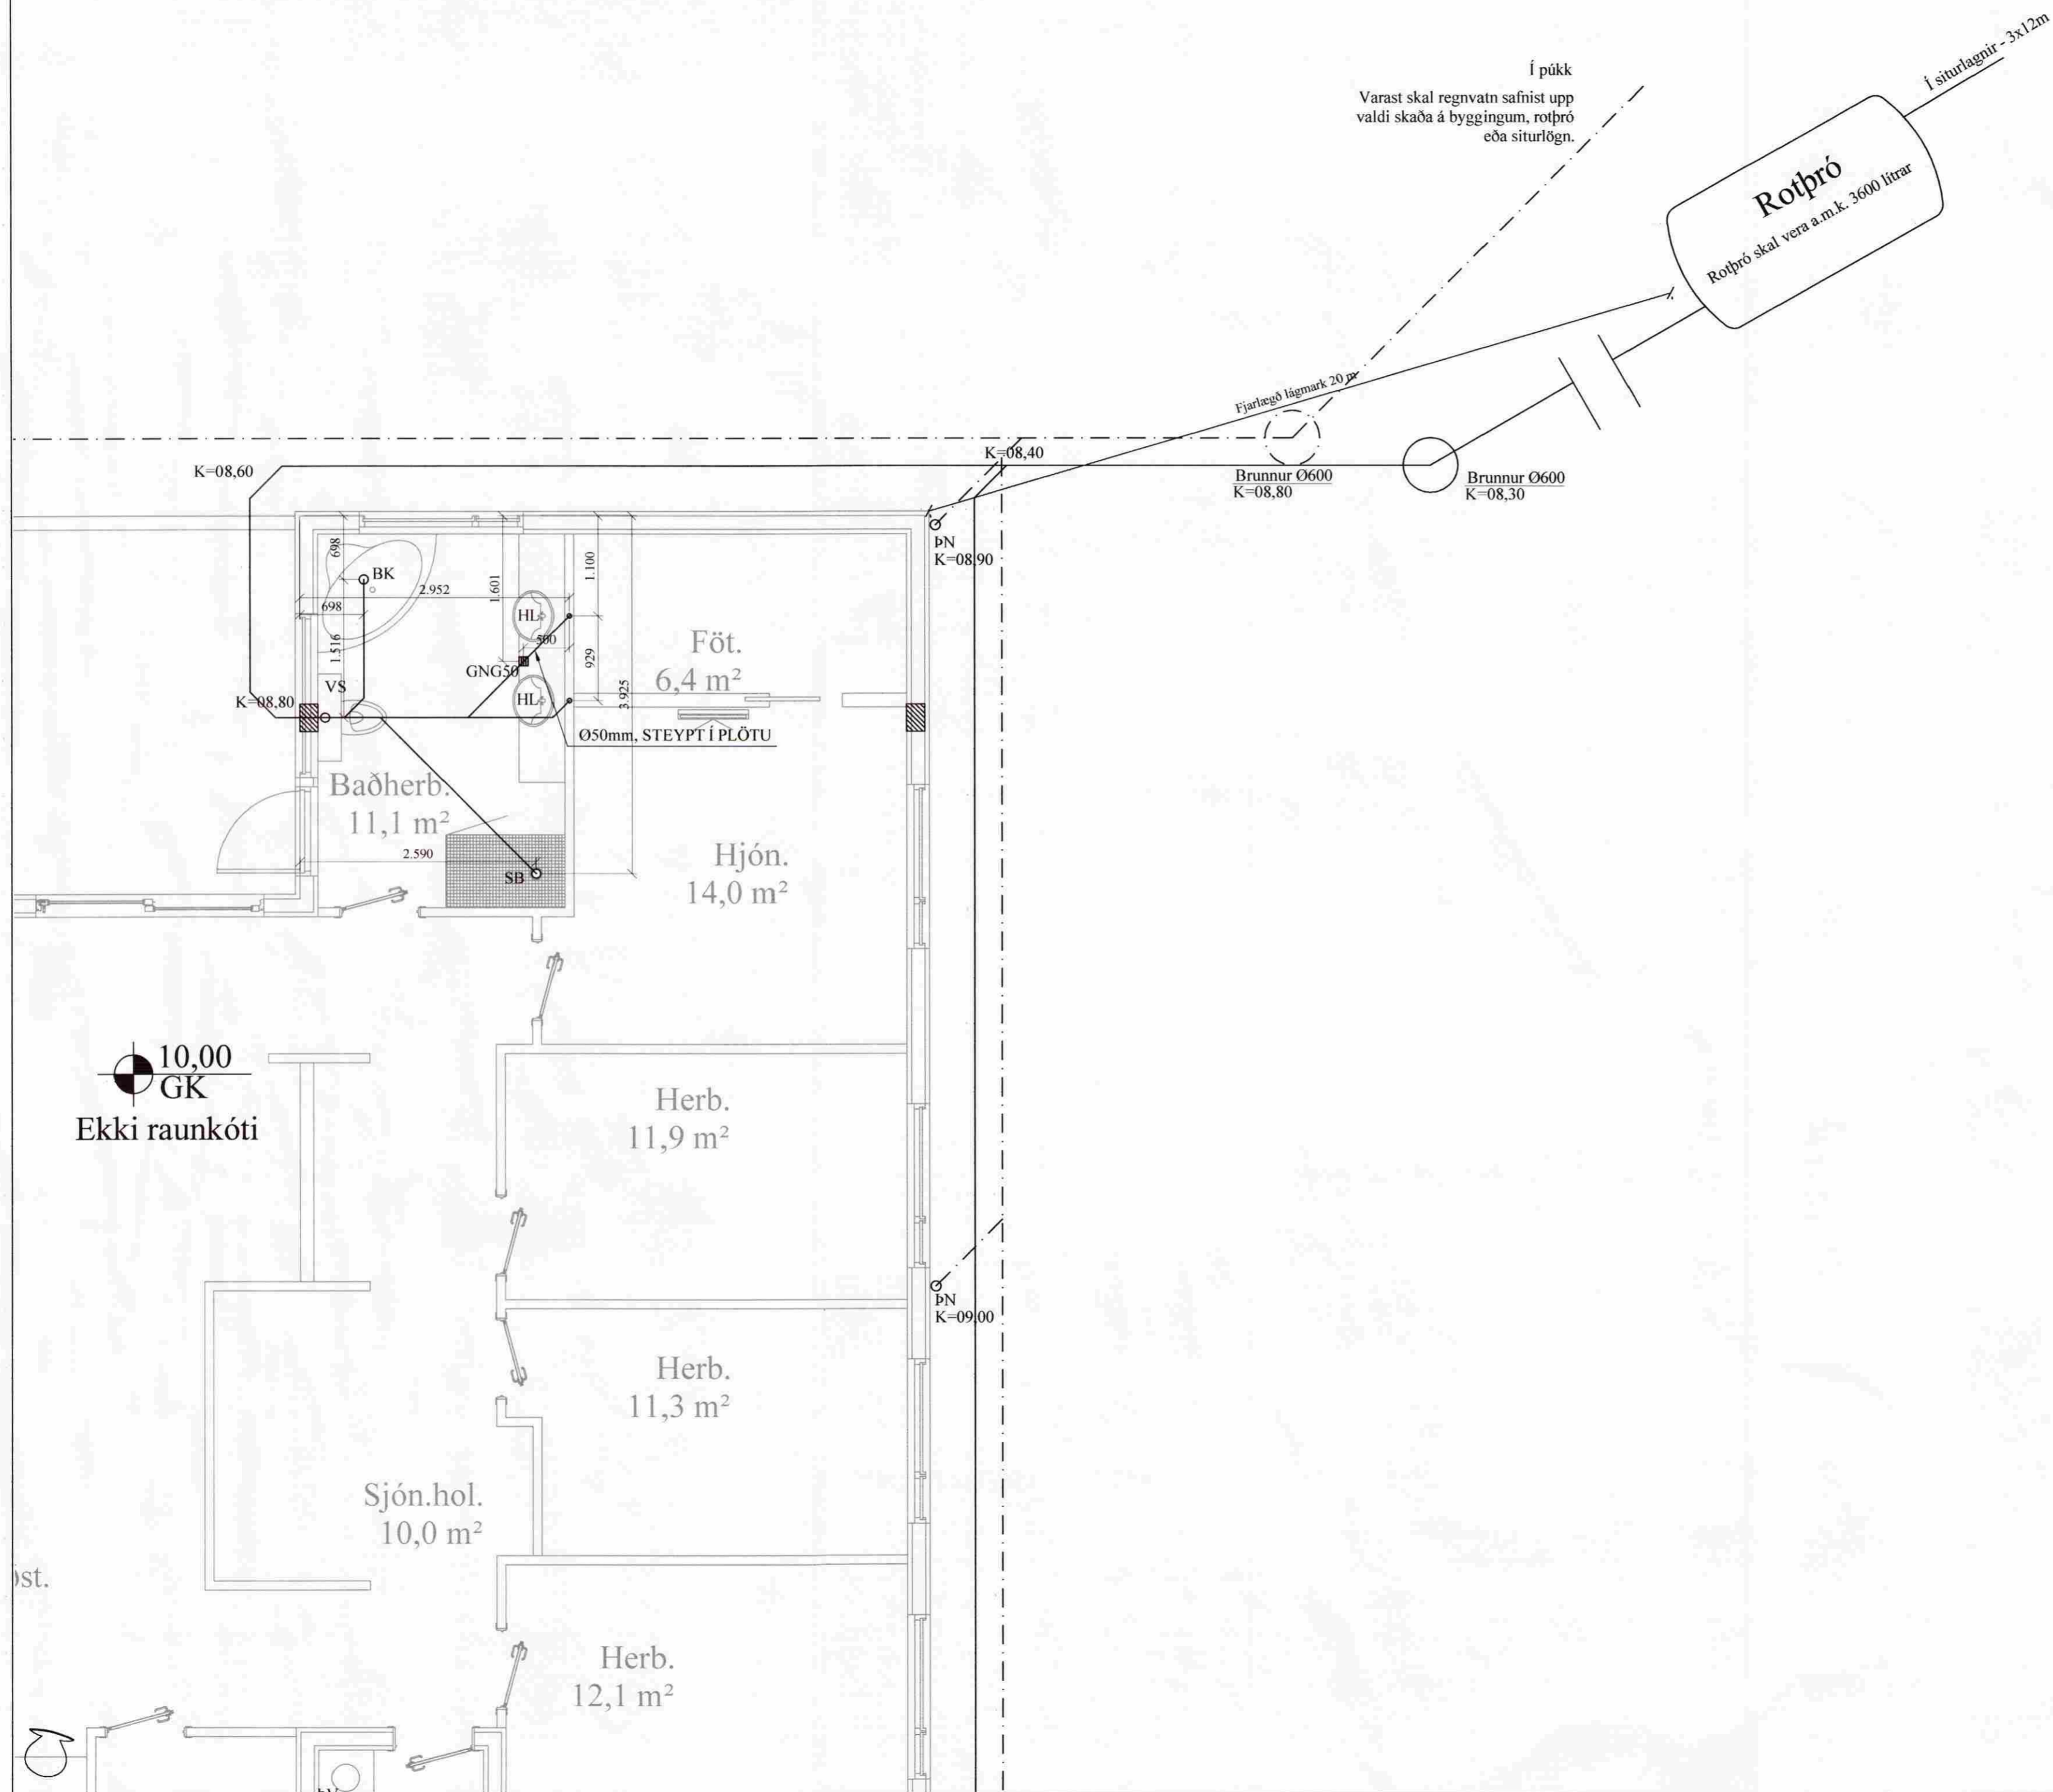 Í siturlagnir - 3x12m
Í púkk
Varast skal regnvatn safnist upp
valdi skaða á byggingum, rotþró
eða siturlögn.
Rotþró
Rotþró skal vera a.m.k. 3600 lítrar
Fjarlægð lágmark 20 m
K=08,60
K=08,40
Brunnur Ø600
K=08,80
Brunnur Ø600
K=08,30
ÞN
K=08,90
698
BK
2.952
1.601
1.100
698
HL
500
1.516
929
GNG50
Föt.
6,4 m²
3.925
VS
HL
K=08,80
Ø50mm, STEYPT Í PLÖTU
Baðherb.
11,1 m²
2.590
SB
Hjón.
14,0 m²
10,00
GK
Ekki raunkóti
Herb.
11,9 m²
ÞN
K=09,00
Herb.
11,3 m²
Sjón.hol.
10,0 m²
st.
Herb.
12,1 m²